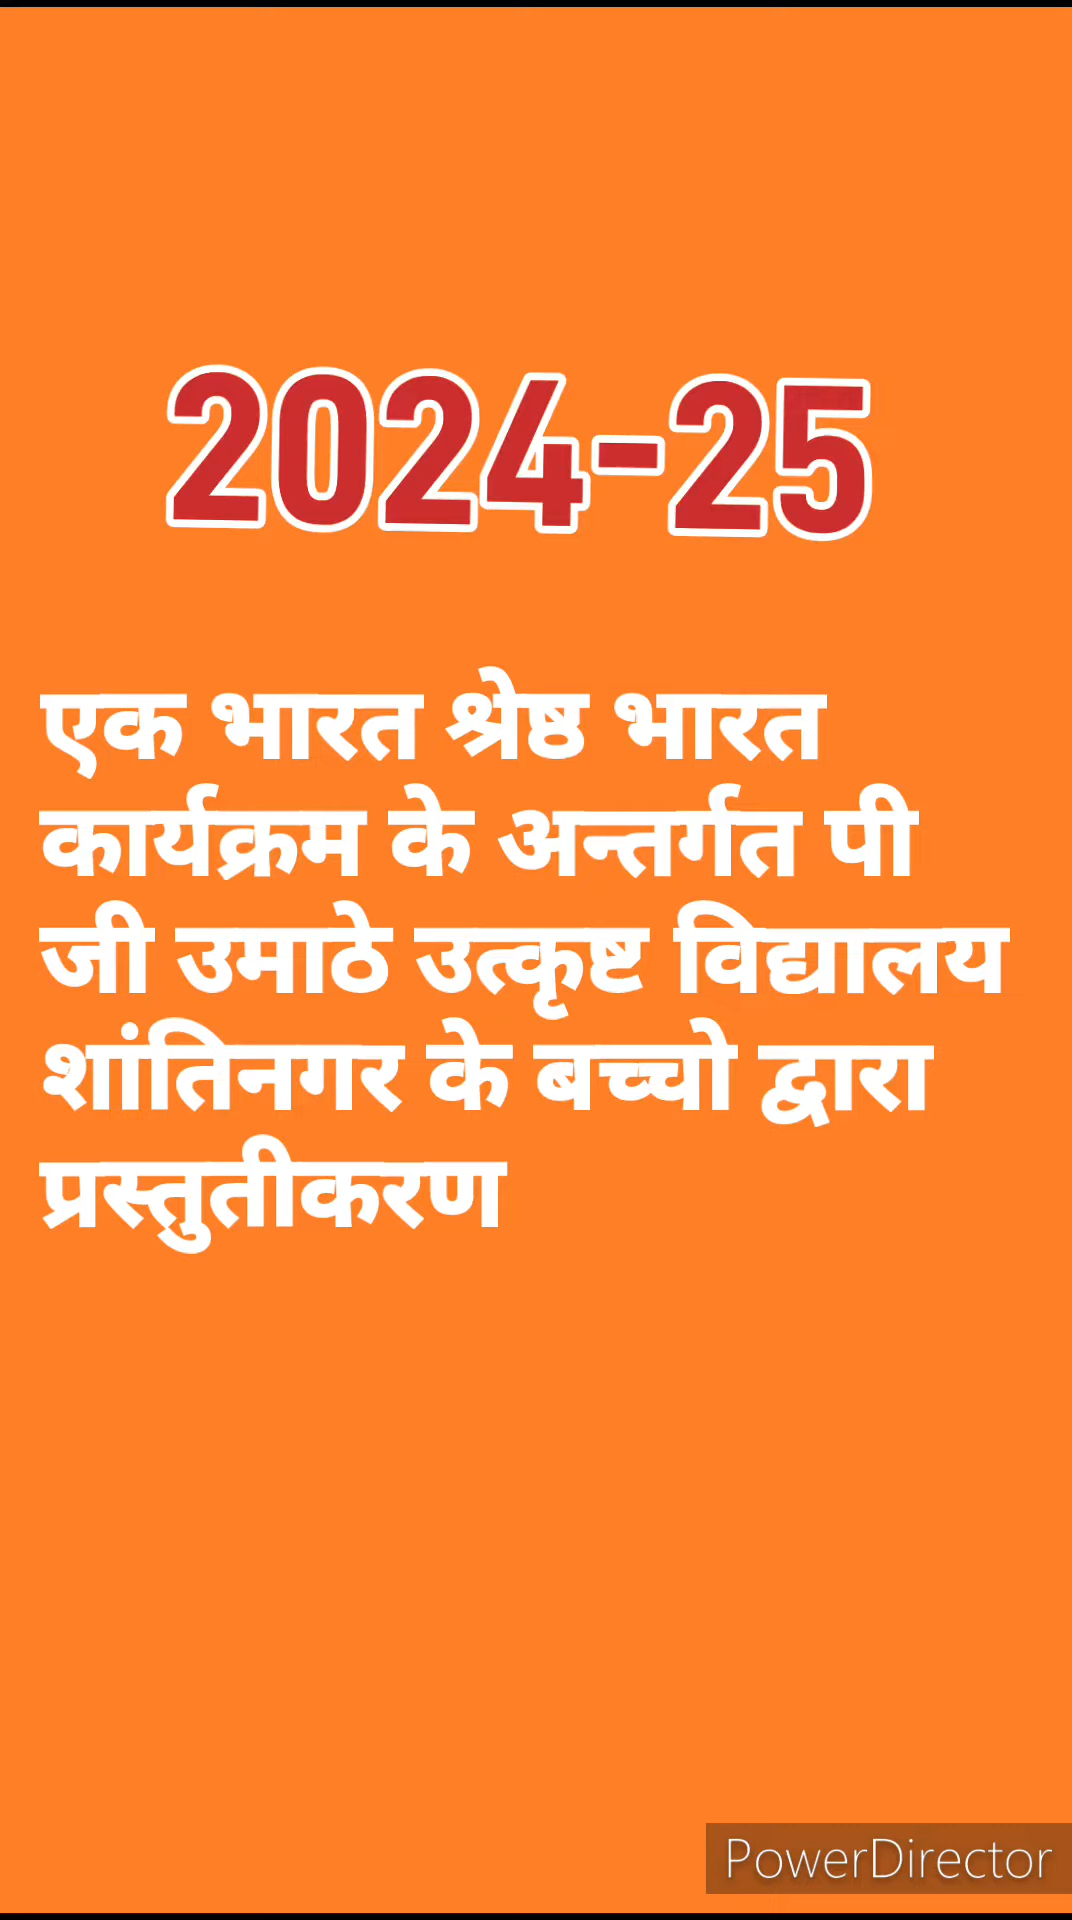 2024-25
एक भारत श्रेष्ठ भारत
कार्यक्रम के अन्तर्गत पी
जी उमाठे उत्कृष्ट विद्यालय
शांतिनगर के बच्चो द्वारा
प्रस्तुतीकरण
PowerDirector